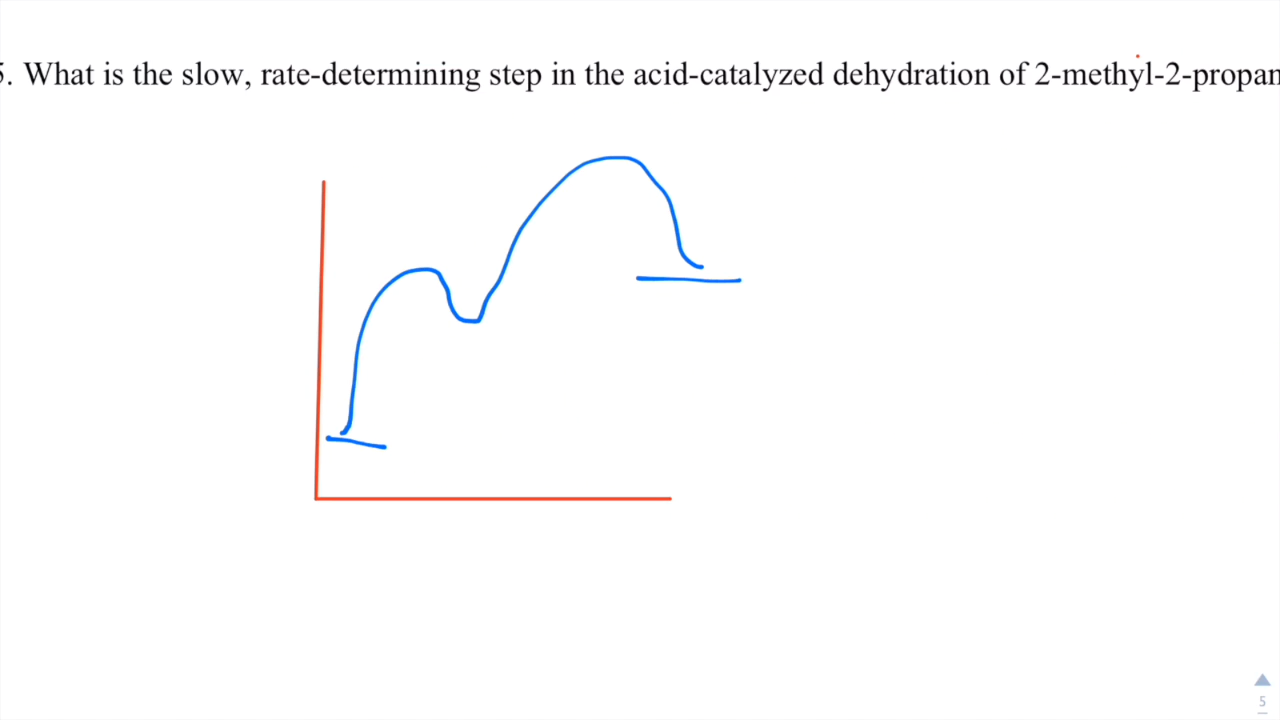 . What is the slow, rate-determining step in the acid-catalyzed dehydration of 2-methyl-2-propan
5